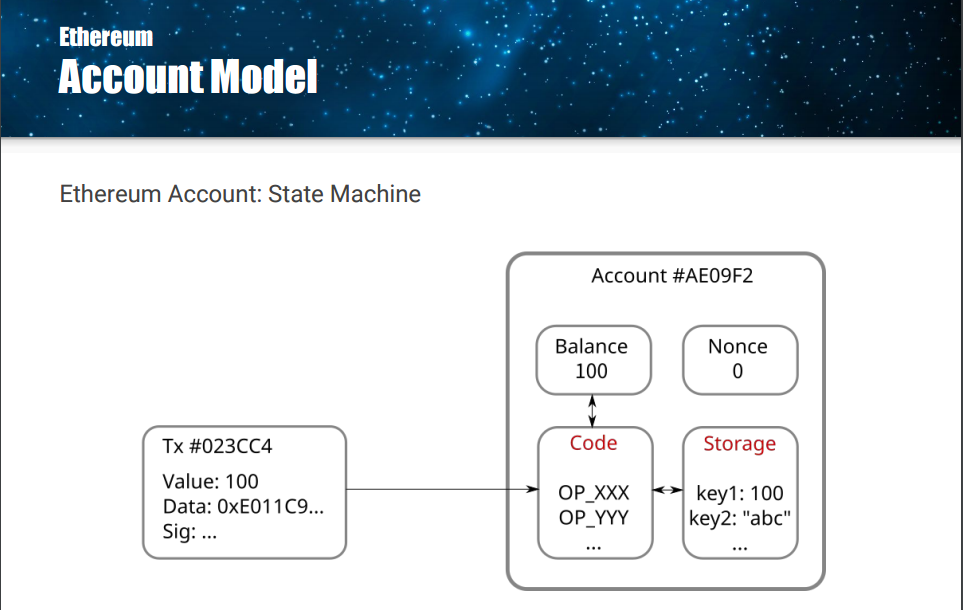 Ethereum
Account Model
Ethereum Account: State Machine
Account #AE09F2
Balance
100
Nonce
0
Tx #023CC4
Value: 100
Data: 0xE011C9...
Sig: ...
Code
OP_XXX
OP_YYY
...
Storage
key1: 100
key2: "abc"
...